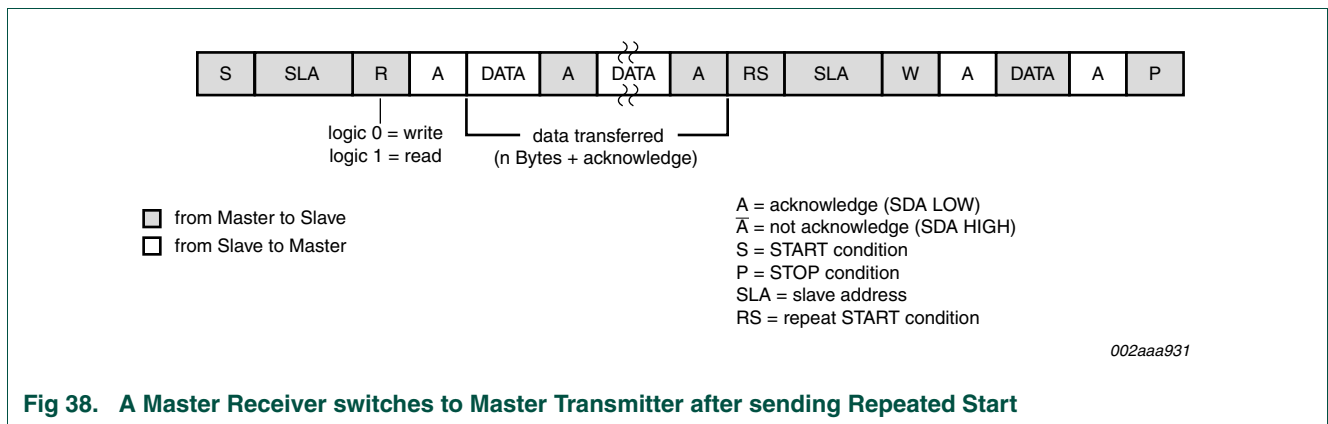 S SLA R A DATA A DATA A RS SLA W A DATA A P
logic 0 = write
logic 1 = read
data transferred
(n Bytes + acknowledge)
from Master to Slave
from Slave to Master
A = acknowledge (SDA LOW)
A̅ = not acknowledge (SDA HIGH)
S = START condition
P = STOP condition
SLA = slave address
RS = repeat START condition
002aaa931
Fig 38. A Master Receiver switches to Master Transmitter after sending Repeated Start